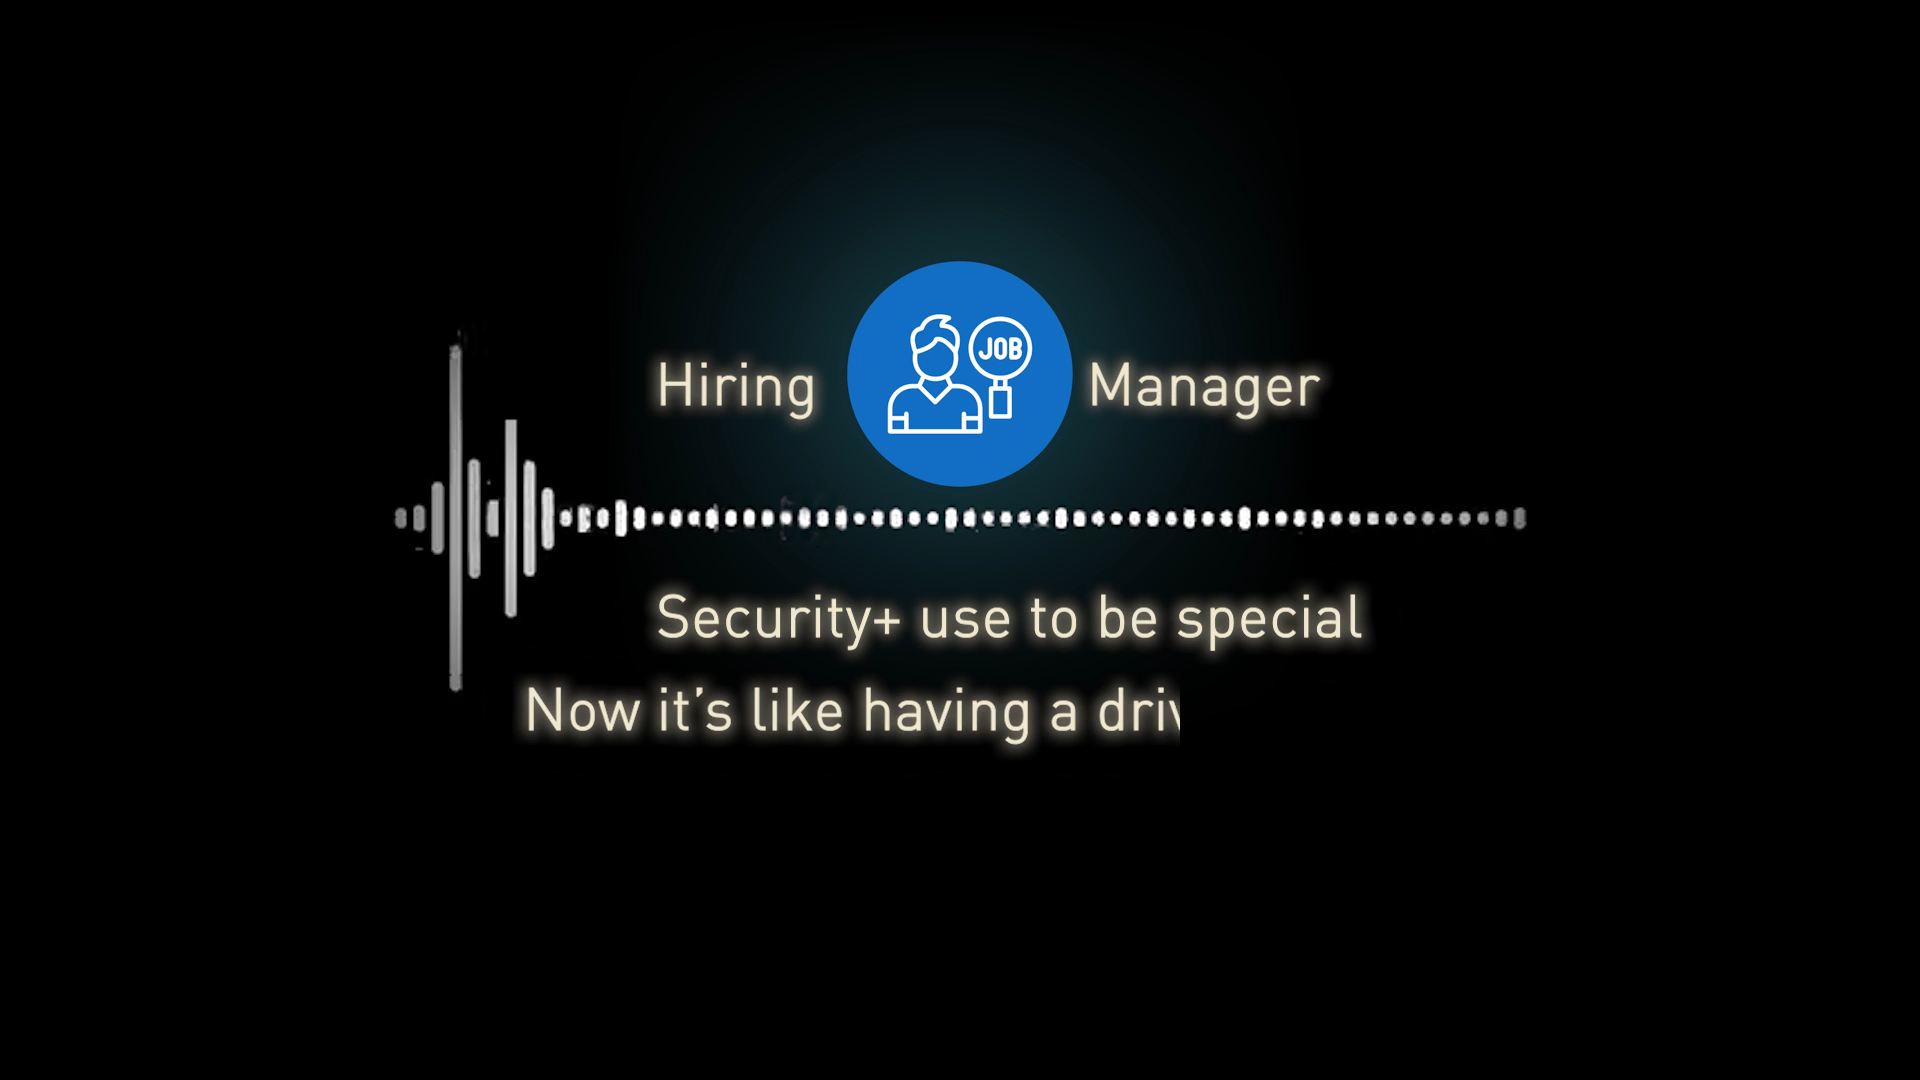 Hiring Manager
JOB
Security+ use to be special
Now it’s like having a